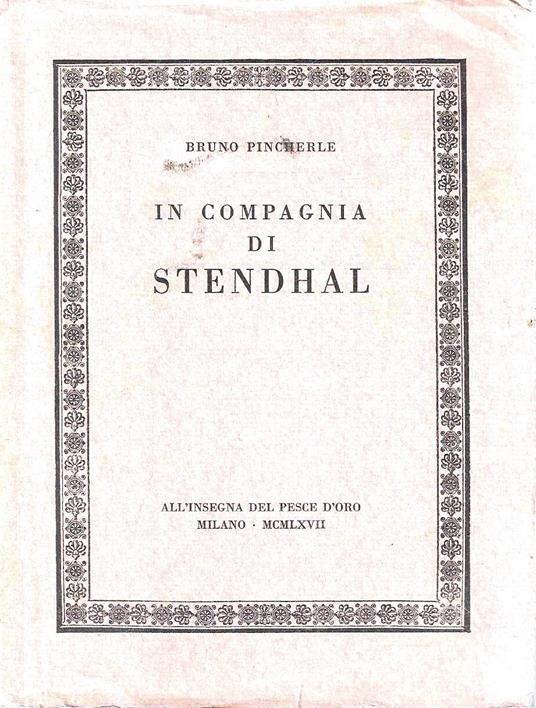 BRUNO PINCHERLE
IN COMPAGNIA
DI
STENDHAL
ALL'INSEGNA DEL PESCE D'ORO
MILANO · MCMLXVII